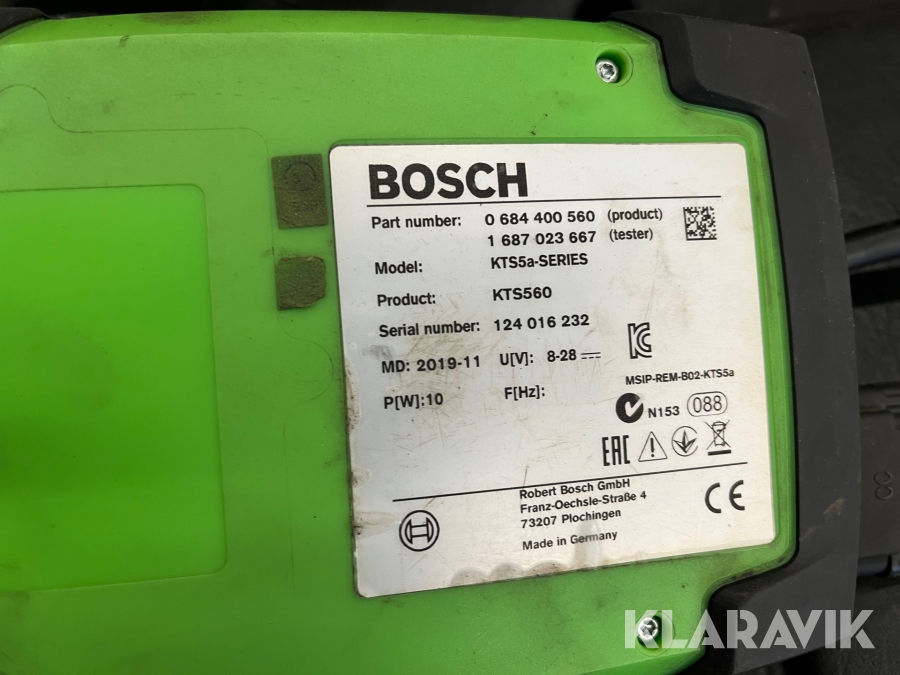 BOSCH
Part number: 0 684 400 560 (product)
1 687 023 667 (tester)
Model: KTS5a-SERIES
Product: KTS560
Serial number: 124 016 232
MD: 2019-11 U[V]: 8-28
P[W]:10 F[Hz]:
MSIP-REM-B02-KTS5a
N153 088
EAC
Robert Bosch GmbH
Franz-Oechsle-Straße 4
73207 Plochingen
Made in Germany
CE
KLARAVIK